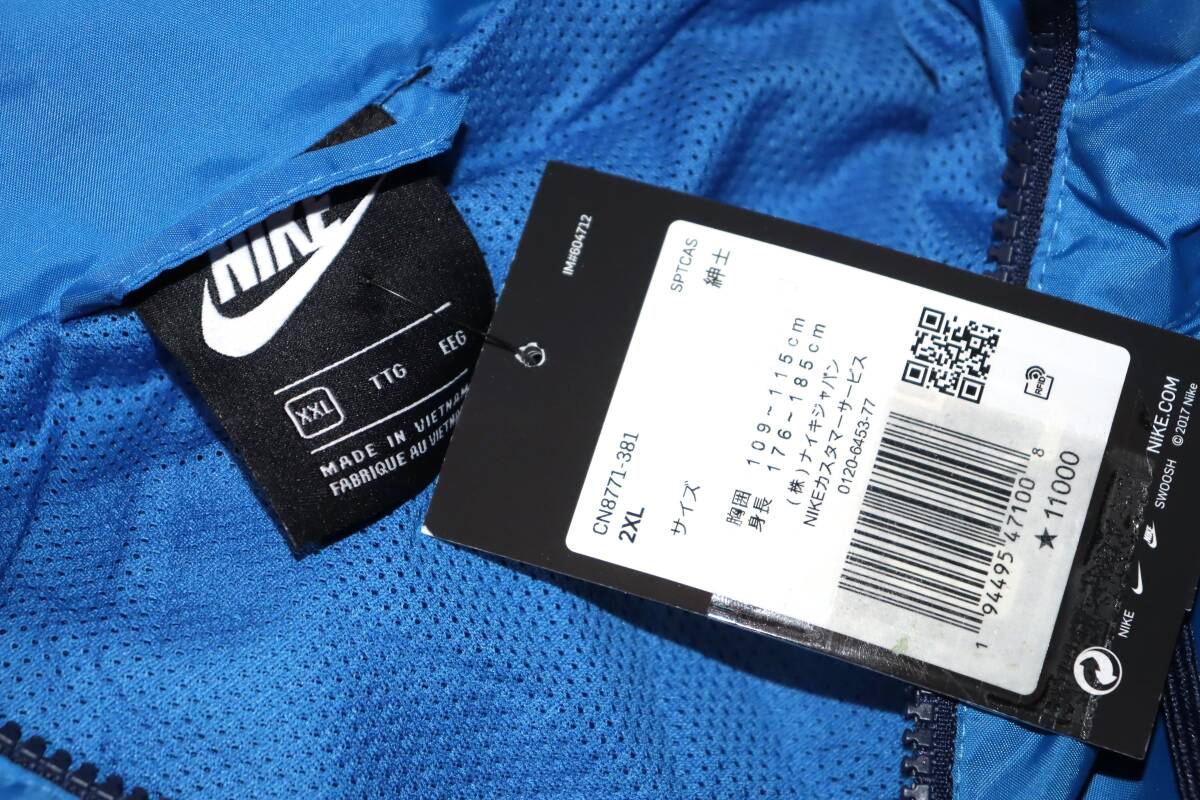 NIKE
XXL TTG EEG
MADE IN VIETNAM
FABRIQUE AU VIETNAM
IM#604712
SPTCAS
紳士
CN8771-381
2XL
サイズ
胸囲 109~115cm
身長 176~185cm
(株)ナイキジャパン
NIKEカスタマーサービス
0120-6453-77
RFID
1 94495 47100 8
★11000
NIKE.COM
NIKE SWOOSH © 2017 Nike